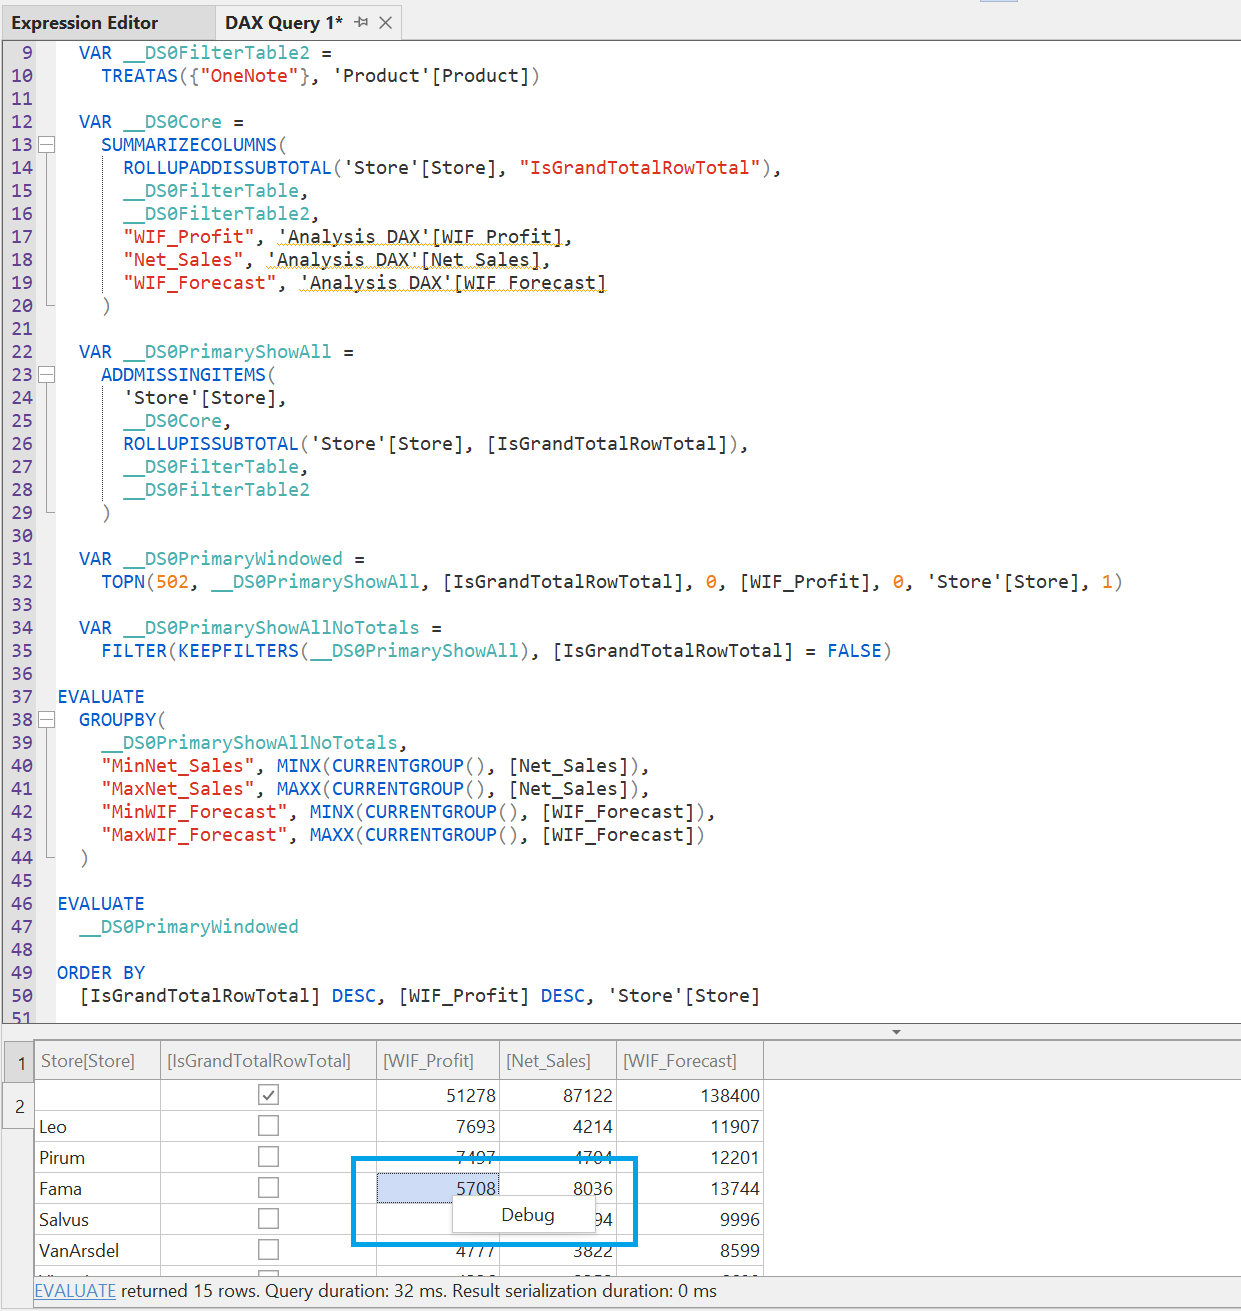 Expression Editor DAX Query 1*
9 VAR __DS0FilterTable2 =
10 TREATAS({"OneNote"}, 'Product'[Product])
11
12 VAR __DS0Core =
13 SUMMARIZECOLUMNS(
14 ROLLUPADDISSUBTOTAL('Store'[Store], "IsGrandTotalRowTotal"),
15 __DS0FilterTable,
16 __DS0FilterTable2,
17 "WIF_Profit", 'Analysis DAX'[WIF Profit],
18 "Net_Sales", 'Analysis DAX'[Net Sales],
19 "WIF_Forecast", 'Analysis DAX'[WIF Forecast]
20 )
21
22 VAR __DS0PrimaryShowAll =
23 ADDMISSINGITEMS(
24 'Store'[Store],
25 __DS0Core,
26 ROLLUPISSUBTOTAL('Store'[Store], [IsGrandTotalRowTotal]),
27 __DS0FilterTable,
28 __DS0FilterTable2
29 )
30
31 VAR __DS0PrimaryWindowed =
32 TOPN(502, __DS0PrimaryShowAll, [IsGrandTotalRowTotal], 0, [WIF_Profit], 0, 'Store'[Store], 1)
33
34 VAR __DS0PrimaryShowAllNoTotals =
35 FILTER(KEEPFILTERS(__DS0PrimaryShowAll), [IsGrandTotalRowTotal] = FALSE)
36
37 EVALUATE
38 GROUPBY(
39 __DS0PrimaryShowAllNoTotals,
40 "MinNet_Sales", MINX(CURRENTGROUP(), [Net_Sales]),
41 "MaxNet_Sales", MAXX(CURRENTGROUP(), [Net_Sales]),
42 "MinWIF_Forecast", MINX(CURRENTGROUP(), [WIF_Forecast]),
43 "MaxWIF_Forecast", MAXX(CURRENTGROUP(), [WIF_Forecast])
44 )
45
46 EVALUATE
47 __DS0PrimaryWindowed
48
49 ORDER BY
50 [IsGrandTotalRowTotal] DESC, [WIF_Profit] DESC, 'Store'[Store]
51
1 Store[Store] [IsGrandTotalRowTotal] [WIF_Profit] [Net_Sales] [WIF_Forecast]
2 51278 87122 138400
Leo 7693 4214 11907
Pirum 7497 4704 12201
Fama 5708 8036 13744
Salvus 94 9996
Debug
VanArsdel 4777 3822 8599
EVALUATE returned 15 rows. Query duration: 32 ms. Result serialization duration: 0 ms